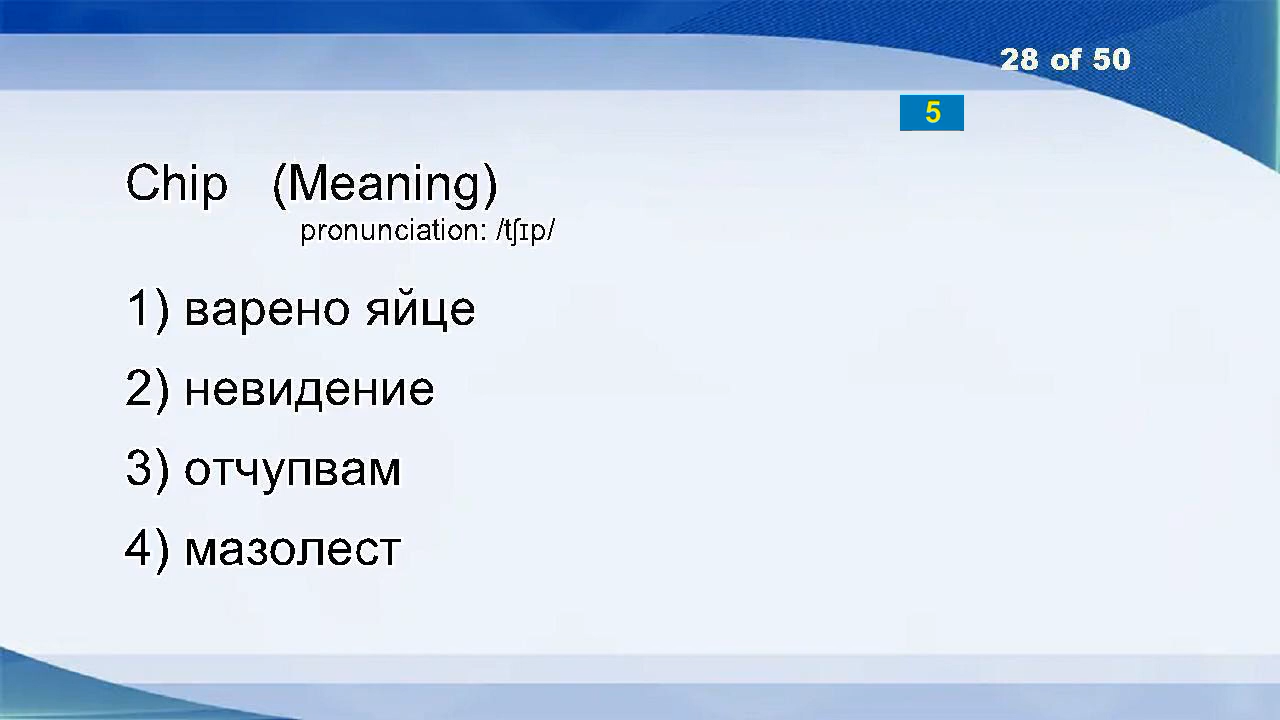 28 of 50
5
Chip (Meaning)
pronunciation: /tʃɪp/
1) варено яйце
2) невидение
3) отчупвам
4) мазолест